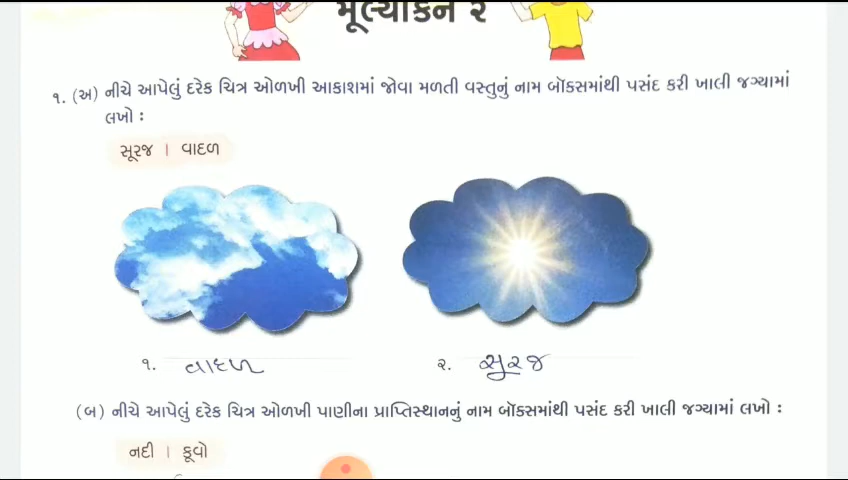 મૂલ્યાંકન ૨
૧. (અ) નીચે આપેલું દરેક ચિત્ર ઓળખી આકાશમાં જોવા મળતી વસ્તુનું નામ બૉક્સમાંથી પસંદ કરી ખાલી જગ્યામાં
લખો :
સૂરજ | વાદળ
૧. વાદળ
૨. સુરજ
(બ) નીચે આપેલું દરેક ચિત્ર ઓળખી પાણીના પ્રાપ્તિસ્થાનનું નામ બૉક્સમાંથી પસંદ કરી ખાલી જગ્યામાં લખો :
નદી | કૂવો